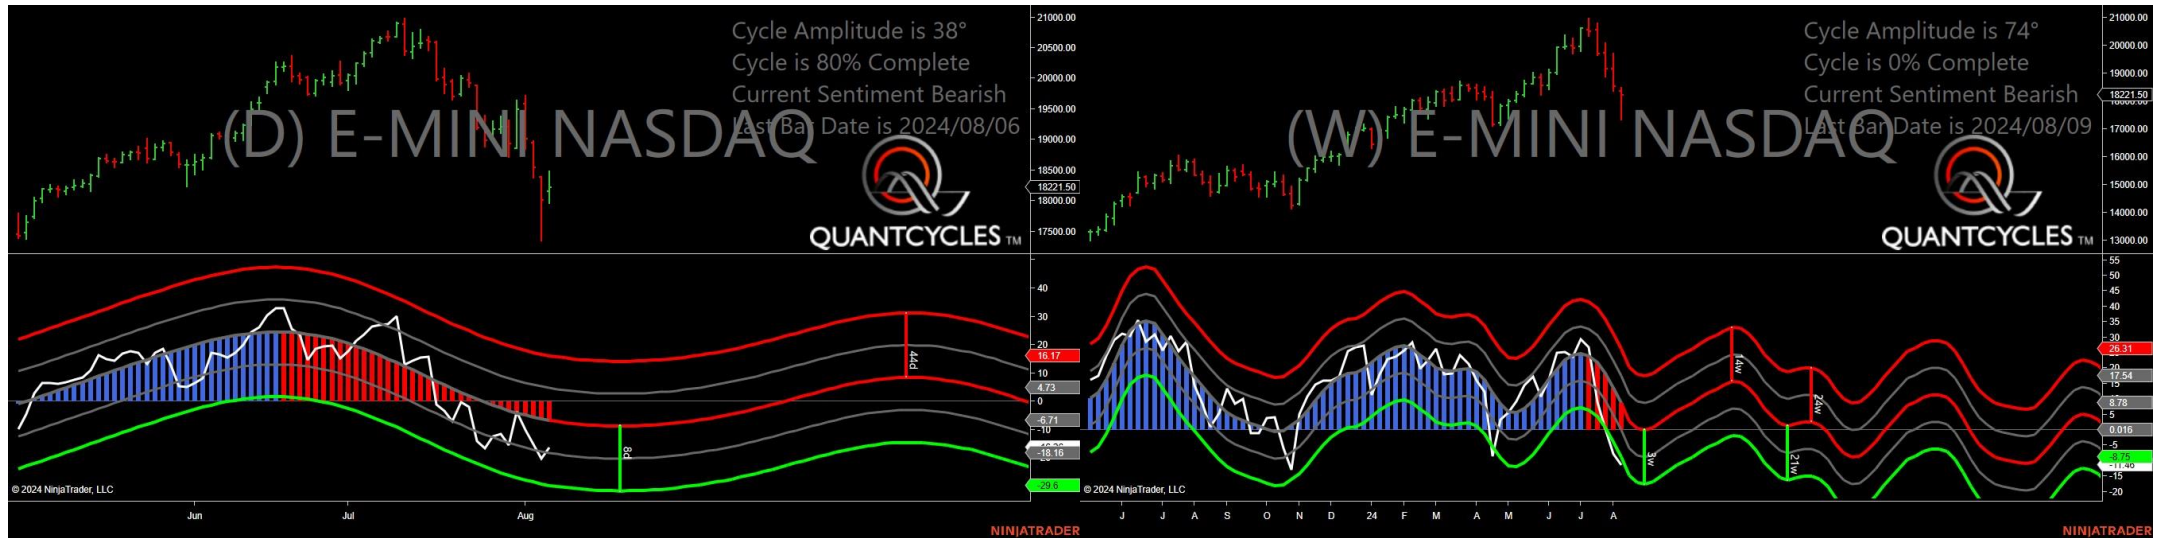 Cycle Amplitude is 38°
Cycle is 80% Complete
Current Sentiment Bearish
Last Bar Date is 2024/08/06
(D) E-MINI NASDAQ
QUANTCYCLES TM
21000.00
20500.00
20000.00
19500.00
19000.00
18500.00
18221.50
18000.00
17500.00
40
30
20
16.17
10
4.73
0
-6.71
-10
-18.16
-29.6
44d
8d
© 2024 NinjaTrader, LLC
Jun Jul Aug
NINJATRADER
Cycle Amplitude is 74°
Cycle is 0% Complete
Current Sentiment Bearish
Last Bar Date is 2024/08/09
(W) E-MINI NASDAQ
QUANTCYCLES TM
21000.00
20000.00
19000.00
18221.50
17000.00
16000.00
15000.00
14000.00
13000.00
55
50
45
40
35
30
26.31
20
17.54
15
8.78
5
0.016
-5
-8.75
-11.46
-15
-20
14w
24w
3w
21w
© 2024 NinjaTrader, LLC
J J A S O N D 24 F M A M J J A
NINJATRADER